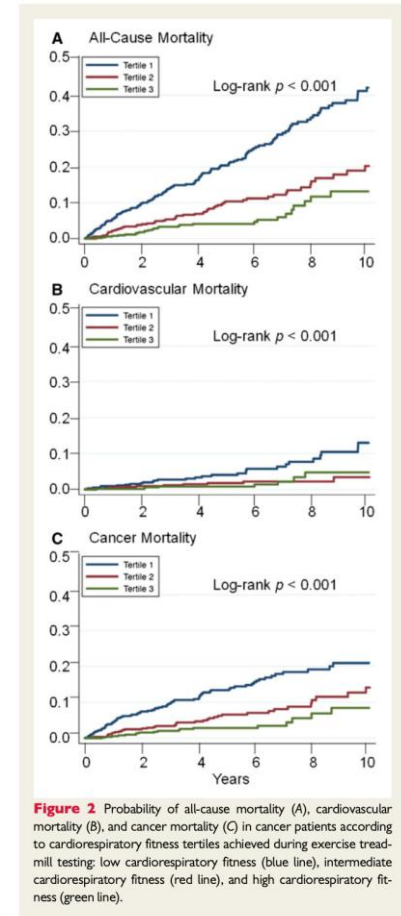 A All-Cause Mortality
0.5
Tertile 1
Tertile 2
Tertile 3
Log-rank p < 0.001
0.4
0.3
0.2
0.1
0.0
0 2 4 6 8 10
B Cardiovascular Mortality
0.5
Tertile 1
Tertile 2
Tertile 3
Log-rank p < 0.001
0.4
0.3
0.2
0.1
0.0
0 2 4 6 8 10
C Cancer Mortality
0.5
Tertile 1
Tertile 2
Tertile 3
Log-rank p < 0.001
0.4
0.3
0.2
0.1
0.0
0 2 4 6 8 10
Years
Figure 2 Probability of all-cause mortality (A), cardiovascular
mortality (B), and cancer mortality (C) in cancer patients according
to cardiorespiratory fitness tertiles achieved during exercise tread-
mill testing: low cardiorespiratory fitness (blue line), intermediate
cardiorespiratory fitness (red line), and high cardiorespiratory fit-
ness (green line).